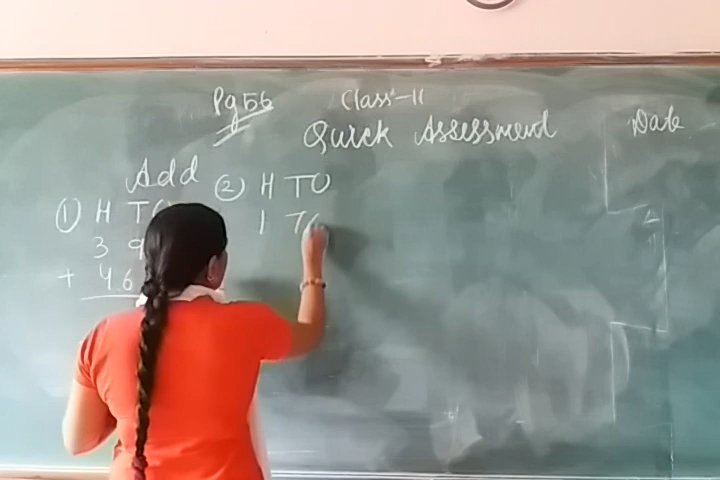 Pg 56 Class-II
Quick Assessment Date
Add
① H T O
3 9
+ 4 6
② H T O
1 7